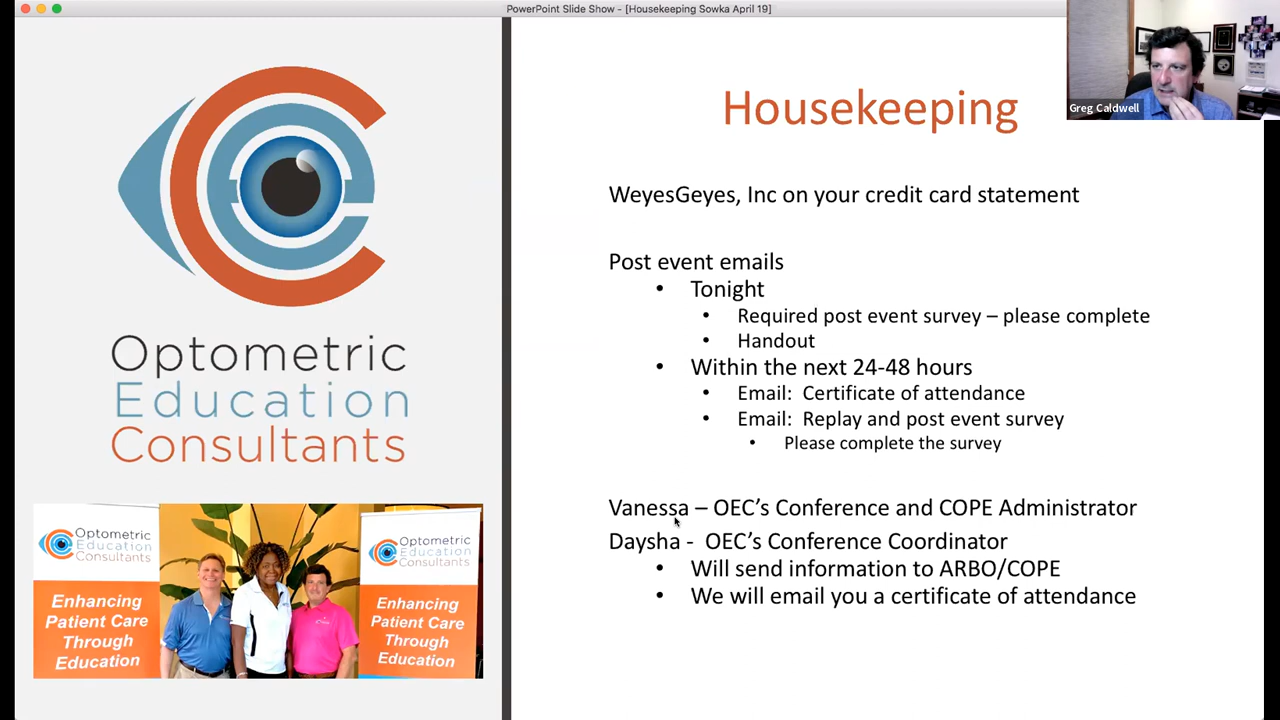 PowerPoint Slide Show - [Housekeeping Sowka April 19]
Greg Caldwell
Housekeeping
WeyesGeyes, Inc on your credit card statement
Post event emails
• Tonight
• Required post event survey – please complete
• Handout
• Within the next 24-48 hours
• Email: Certificate of attendance
• Email: Replay and post event survey
• Please complete the survey
Vanessa – OEC’s Conference and COPE Administrator
Daysha - OEC’s Conference Coordinator
• Will send information to ARBO/COPE
• We will email you a certificate of attendance
Optometric
Education
Consultants
Optometric
Education
Consultants
Enhancing
Patient Care
Through
Education
Optometric
Education
Consultants
Enhancing
Patient Care
Through
Education